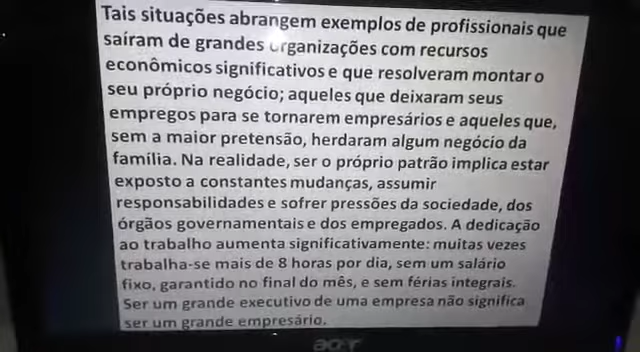 Tais situações abrangem exemplos de profissionais que
saíram de grandes organizações com recursos
econômicos significativos e que resolveram montar o
seu próprio negócio; aqueles que deixaram seus
empregos para se tornarem empresários e aqueles que,
sem a maior pretensão, herdaram algum negócio da
família. Na realidade, ser o próprio patrão implica estar
exposto a constantes mudanças, assumir
responsabilidades e sofrer pressões da sociedade, dos
órgãos governamentais e dos empregados. A dedicação
ao trabalho aumenta significativamente: muitas vezes
trabalha-se mais de 8 horas por dia, sem um salário
fixo, garantido no final do mês, e sem férias integrais.
Ser um grande executivo de uma empresa não significa
ser um grande empresário.
acer